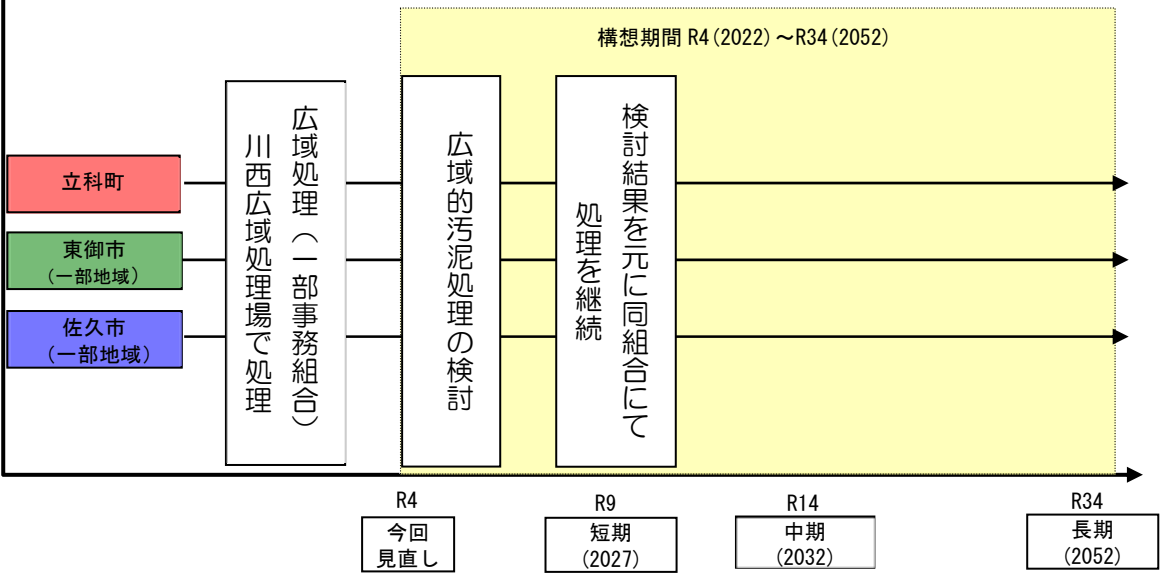 構想期間 R4(2022)～R34(2052)
立科町
東御市
(一部地域)
佐久市
(一部地域)
広域処理(一部事務組合)
川西広域処理場で処理
広域的汚泥処理の検討
検討結果を元に同組合にて
処理を継続
R4
今回
見直し
R9
短期
(2027)
R14
中期
(2032)
R34
長期
(2052)